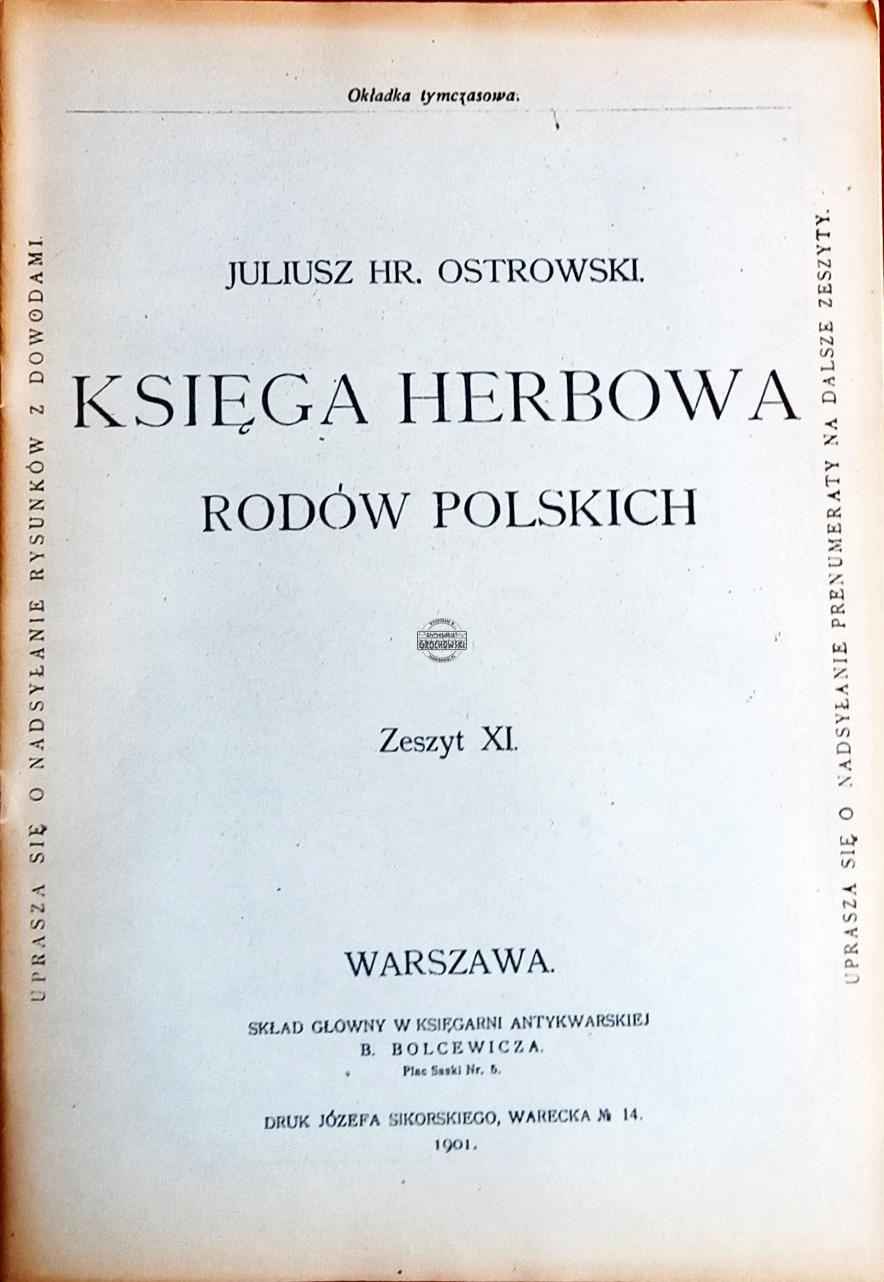 Okładka tymczasowa.
UPRASZA SIĘ O NADSYŁANIE RYSUNKÓW Z DOWODAMI.
JULIUSZ HR. OSTROWSKI.
KSIĘGA HERBOWA
RODÓW POLSKICH
GROCHOWSKI
Zeszyt XI.
WARSZAWA.
SKŁAD GŁÓWNY W KSIĘGARNI ANTYKWARSKIEJ
B. BOLCEWICZA.
Plac Saski Nr. 5.
DRUK JÓZEFA SIKORSKIEGO, WARECKA № 14.
1901.
UPRASZA SIĘ O NADSYŁANIE PRENUMERATY NA DALSZE ZESZYTY.